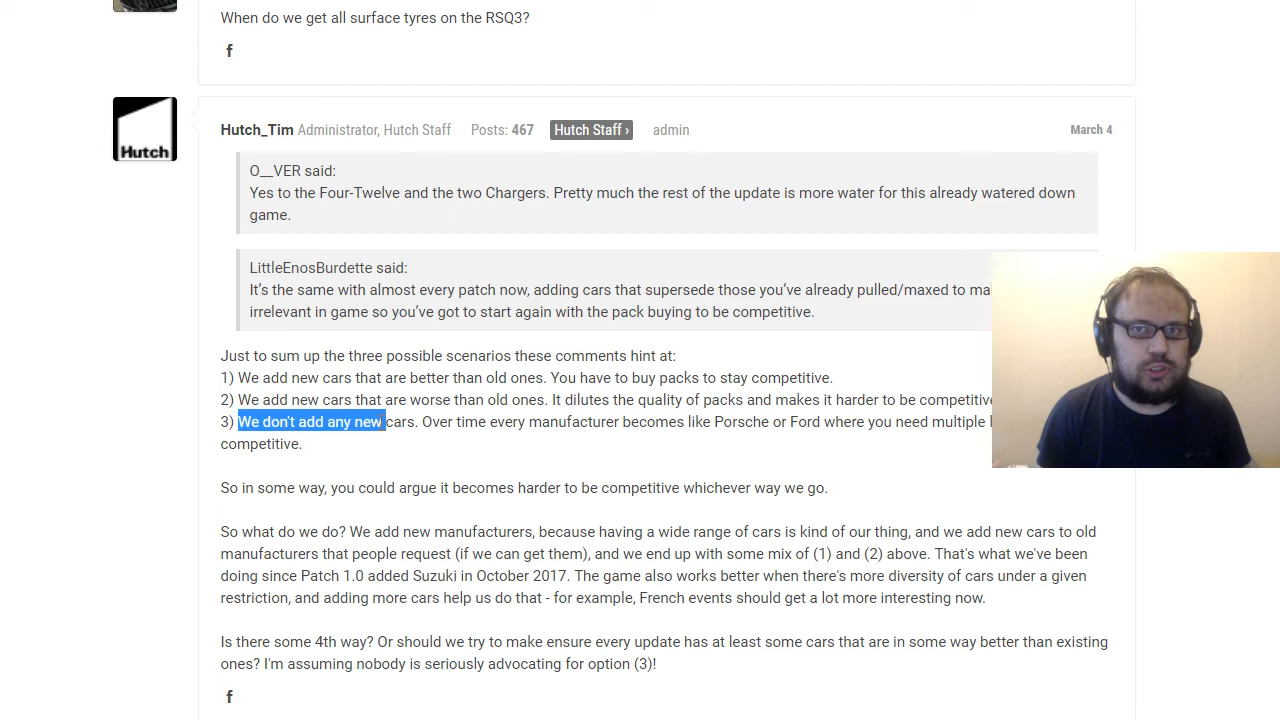 When do we get all surface tyres on the RSQ3?
f
Hutch
Hutch_Tim Administrator, Hutch Staff Posts: 467 Hutch Staff › admin March 4
O__VER said:
Yes to the Four-Twelve and the two Chargers. Pretty much the rest of the update is more water for this already watered down
game.
LittleEnosBurdette said:
It's the same with almost every patch now, adding cars that supersede those you've already pulled/maxed to
irrelevant in game so you've got to start again with the pack buying to be competitive.
Just to sum up the three possible scenarios these comments hint at:
1) We add new cars that are better than old ones. You have to buy packs to stay competitive.
2) We add new cars that are worse than old ones. It dilutes the quality of packs and makes it harder to be competitive
3) We don't add any new cars. Over time every manufacturer becomes like Porsche or Ford where you need multiple
competitive.
So in some way, you could argue it becomes harder to be competitive whichever way we go.
So what do we do? We add new manufacturers, because having a wide range of cars is kind of our thing, and we add new cars to old
manufacturers that people request (if we can get them), and we end up with some mix of (1) and (2) above. That's what we've been
doing since Patch 1.0 added Suzuki in October 2017. The game also works better when there's more diversity of cars under a given
restriction, and adding more cars help us do that - for example, French events should get a lot more interesting now.
Is there some 4th way? Or should we try to make ensure every update has at least some cars that are in some way better than existing
ones? I'm assuming nobody is seriously advocating for option (3)!
f